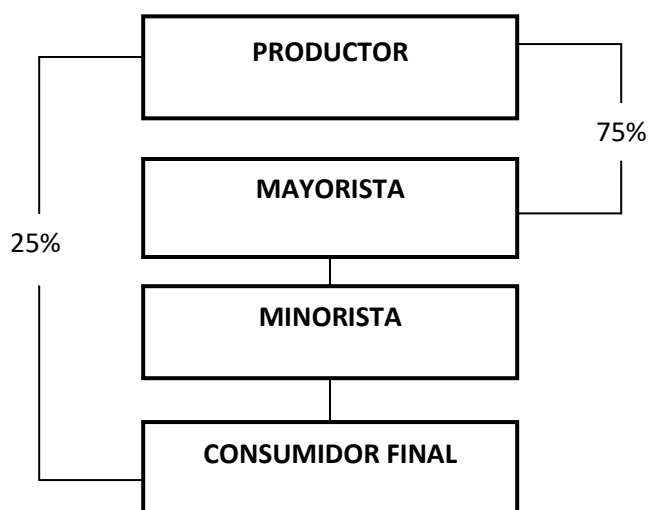 PRODUCTOR
75%
MAYORISTA
25%
MINORISTA
CONSUMIDOR FINAL